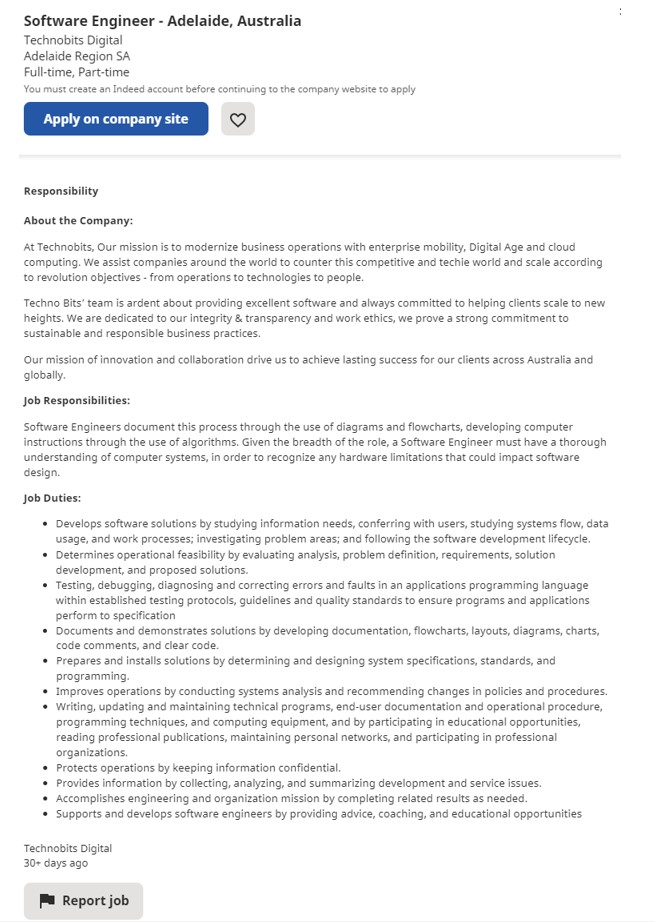 Software Engineer - Adelaide, Australia
Technobits Digital
Adelaide Region SA
Full-time, Part-time
You must create an Indeed account before continuing to the company website to apply
Apply on company site
Responsibility
About the Company:
At Technobits, Our mission is to modernize business operations with enterprise mobility, Digital Age and cloud
computing. We assist companies around the world to counter this competitive and techie world and scale according
to revolution objectives - from operations to technologies to people.
Techno Bits' team is ardent about providing excellent software and always committed to helping clients scale to new
heights. We are dedicated to our integrity & transparency and work ethics, we prove a strong commitment to
sustainable and responsible business practices.
Our mission of innovation and collaboration drive us to achieve lasting success for our clients across Australia and
globally.
Job Responsibilities:
Software Engineers document this process through the use of diagrams and flowcharts, developing computer
instructions through the use of algorithms. Given the breadth of the role, a Software Engineer must have a thorough
understanding of computer systems, in order to recognize any hardware limitations that could impact software
design.
Job Duties:
• Develops software solutions by studying information needs, conferring with users, studying systems flow, data
usage, and work processes; investigating problem areas; and following the software development lifecycle.
• Determines operational feasibility by evaluating analysis, problem definition, requirements, solution
development, and proposed solutions.
• Testing, debugging, diagnosing and correcting errors and faults in an applications programming language
within established testing protocols, guidelines and quality standards to ensure programs and applications
perform to specification
• Documents and demonstrates solutions by developing documentation, flowcharts, layouts, diagrams, charts,
code comments, and clear code.
• Prepares and installs solutions by determining and designing system specifications, standards, and
programming.
• Improves operations by conducting systems analysis and recommending changes in policies and procedures.
• Writing, updating and maintaining technical programs, end-user documentation and operational procedure,
programming techniques, and computing equipment, and by participating in educational opportunities,
reading professional publications, maintaining personal networks, and participating in professional
organizations.
• Protects operations by keeping information confidential.
• Provides information by collecting, analyzing, and summarizing development and service issues.
• Accomplishes engineering and organization mission by completing related results as needed.
• Supports and develops software engineers by providing advice, coaching, and educational opportunities
Technobits Digital
30+ days ago
Report job